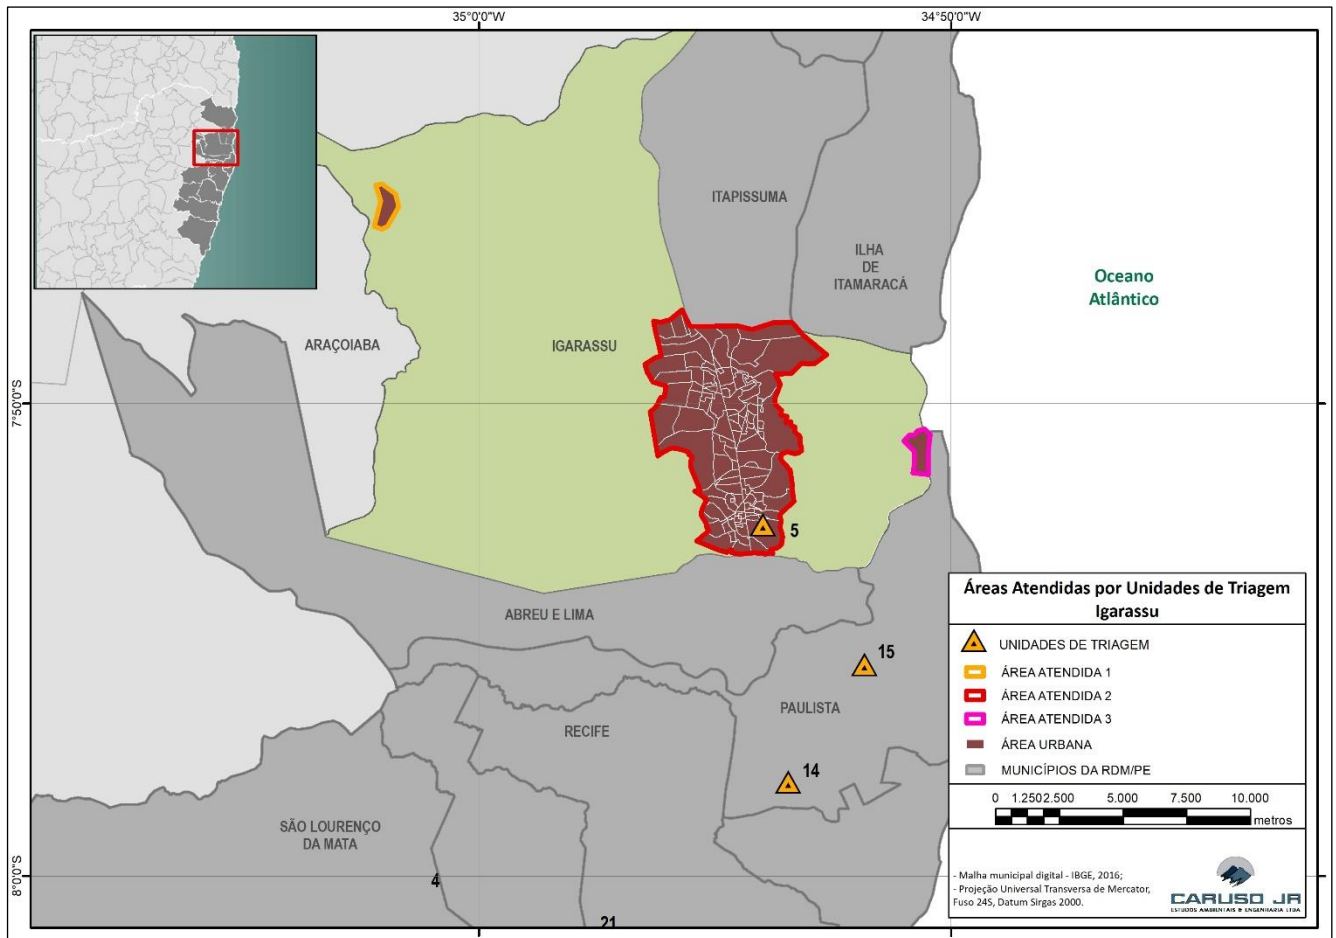 35°0'0"W
34°50'0"W
ITAPISSUMA
ILHA
DE
ITAMARACÁ
Oceano
Atlântico
ARAÇOIABA
IGARASSU
7°50'0"S
5
ABREU E LIMA
15
PAULISTA
RECIFE
14
SÃO LOURENÇO
DA MATA
4
8°0'0"S
21
Áreas Atendidas por Unidades de Triagem
Igarassu
UNIDADES DE TRIAGEM
ÁREA ATENDIDA 1
ÁREA ATENDIDA 2
ÁREA ATENDIDA 3
ÁREA URBANA
MUNICÍPIOS DA RDM/PE
0 1.250 2.500 5.000 7.500 10.000
metros
- Malha municipal digital - IBGE, 2016;
- Projeção Universal Transversa de Mercator,
Fuso 24S, Datum Sirgas 2000.
CARUSO JR
ESTUDOS AMBIENTAIS & ENGENHARIA LTDA